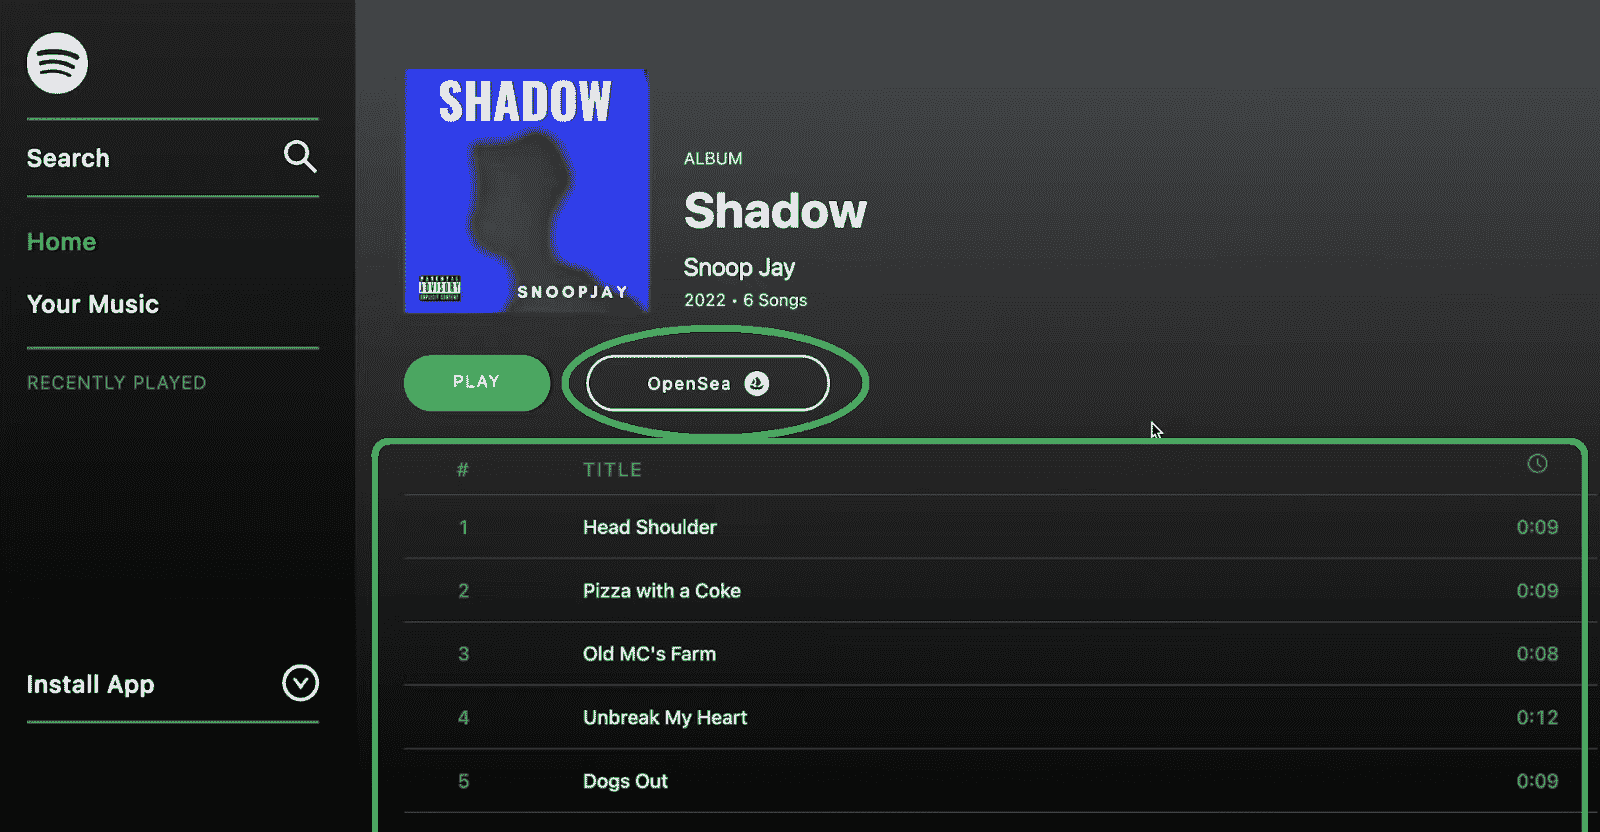 Search
Home
Your Music
RECENTLY PLAYED
Install App
SHADOW
PARENTAL
ADVISORY
EXPLICIT CONTENT
SNOOPJAY
ALBUM
Shadow
Snoop Jay
2022 • 6 Songs
PLAY
OpenSea
# TITLE
1 Head Shoulder 0:09
2 Pizza with a Coke 0:09
3 Old MC's Farm 0:08
4 Unbreak My Heart 0:12
5 Dogs Out 0:09